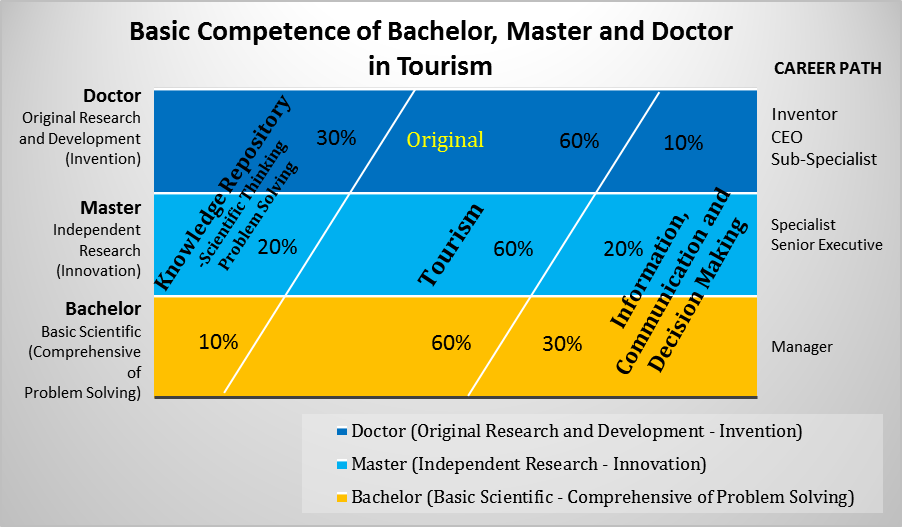 Basic Competence of Bachelor, Master and Doctor
in Tourism
CAREER PATH
Doctor
Original Research
and Development
(Invention)
Knowledge Repository
-Scientific Thinking
Problem Solving
30%
Original
60%
10%
Inventor
CEO
Sub-Specialist
Master
Independent
Research
(Innovation)
20%
Tourism
60%
20%
Information,
Communication and
Decision Making
Specialist
Senior Executive
Bachelor
Basic Scientific
(Comprehensive
of
Problem Solving)
10%
60%
30%
Manager
Doctor (Original Research and Development - Invention)
Master (Independent Research - Innovation)
Bachelor (Basic Scientific - Comprehensive of Problem Solving)